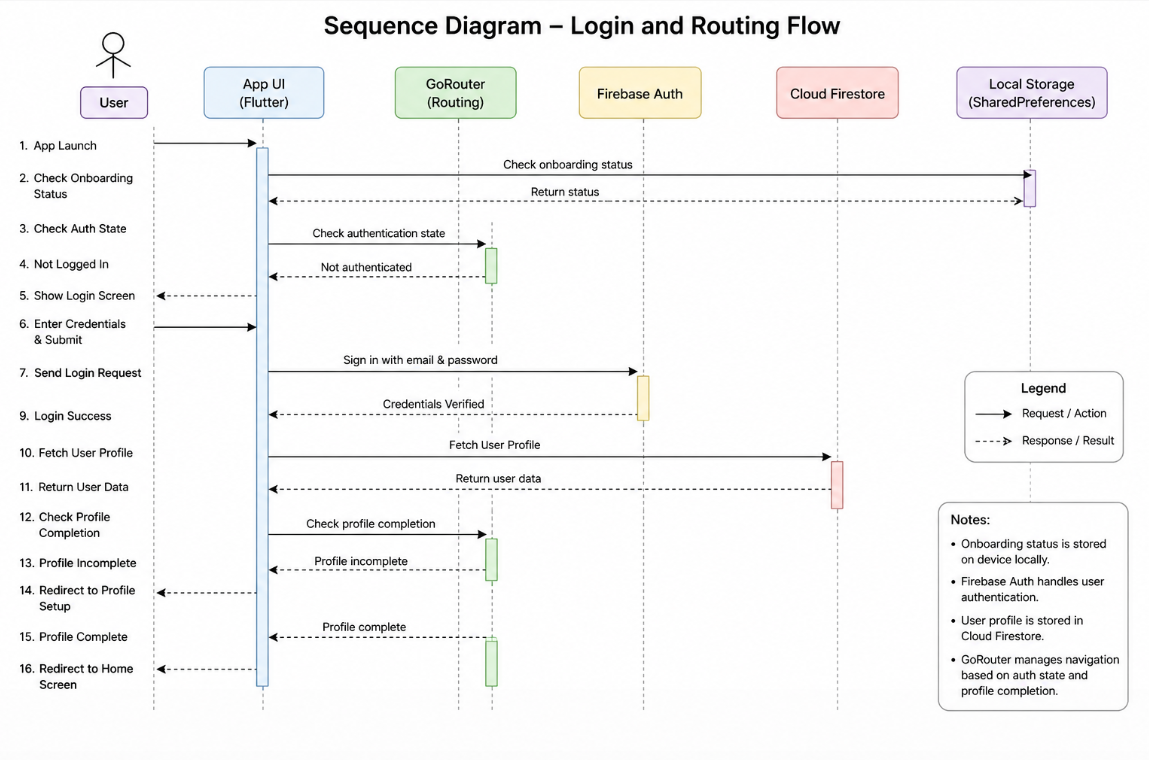 Sequence Diagram – Login and Routing Flow
User
App UI
(Flutter)
GoRouter
(Routing)
Firebase Auth
Cloud Firestore
Local Storage
(SharedPreferences)
1. App Launch
Check onboarding status
2. Check Onboarding
Status
Return status
3. Check Auth State
Check authentication state
4. Not Logged In
Not authenticated
5. Show Login Screen
6. Enter Credentials
& Submit
Sign in with email & password
7. Send Login Request
Credentials Verified
9. Login Success
Fetch User Profile
10. Fetch User Profile
Return user data
11. Return User Data
12. Check Profile
Completion
Check profile completion
13. Profile Incomplete
Profile incomplete
14. Redirect to Profile
Setup
15. Profile Complete
Profile complete
16. Redirect to Home
Screen
Legend
Request / Action
Response / Result
Notes:
• Onboarding status is stored
on device locally.
• Firebase Auth handles user
authentication.
• User profile is stored in
Cloud Firestore.
• GoRouter manages navigation
based on auth state and
profile completion.